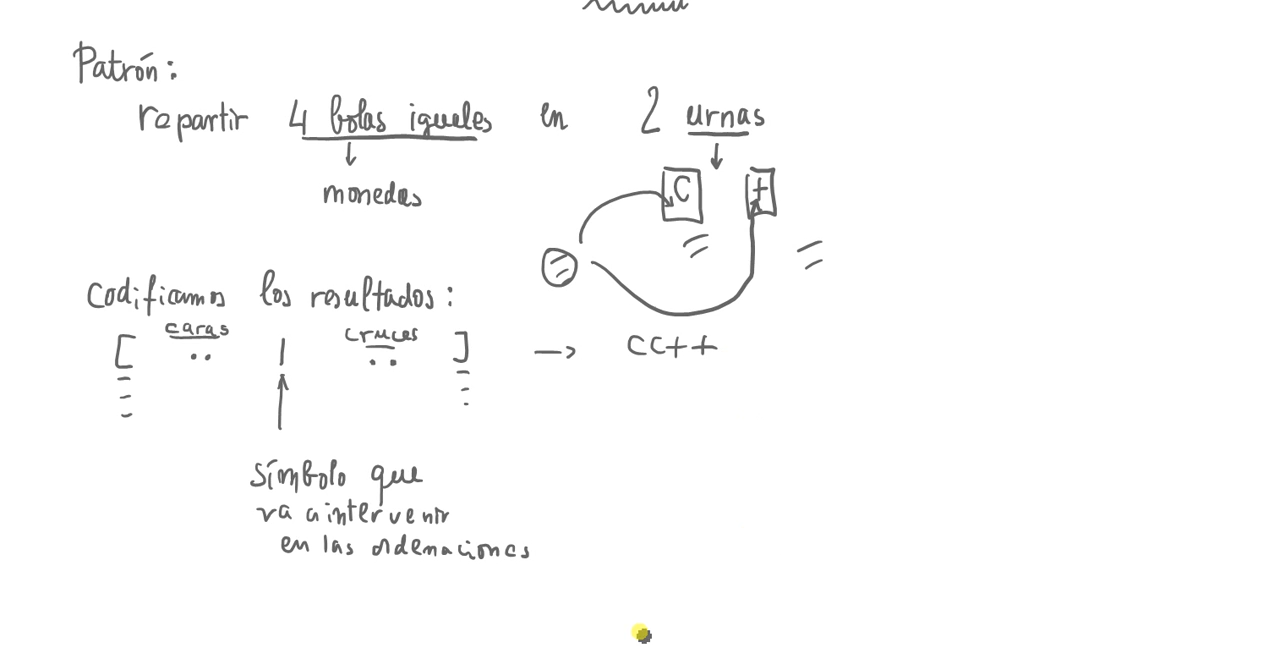 Patrón:
repartir 4 bolas iguales en 2 urnas
monedas
C +
Codificamos los resultados:
caras cruces
[ .. | .. ] → CC++
símbolo que
va a intervenir
en las ordenaciones